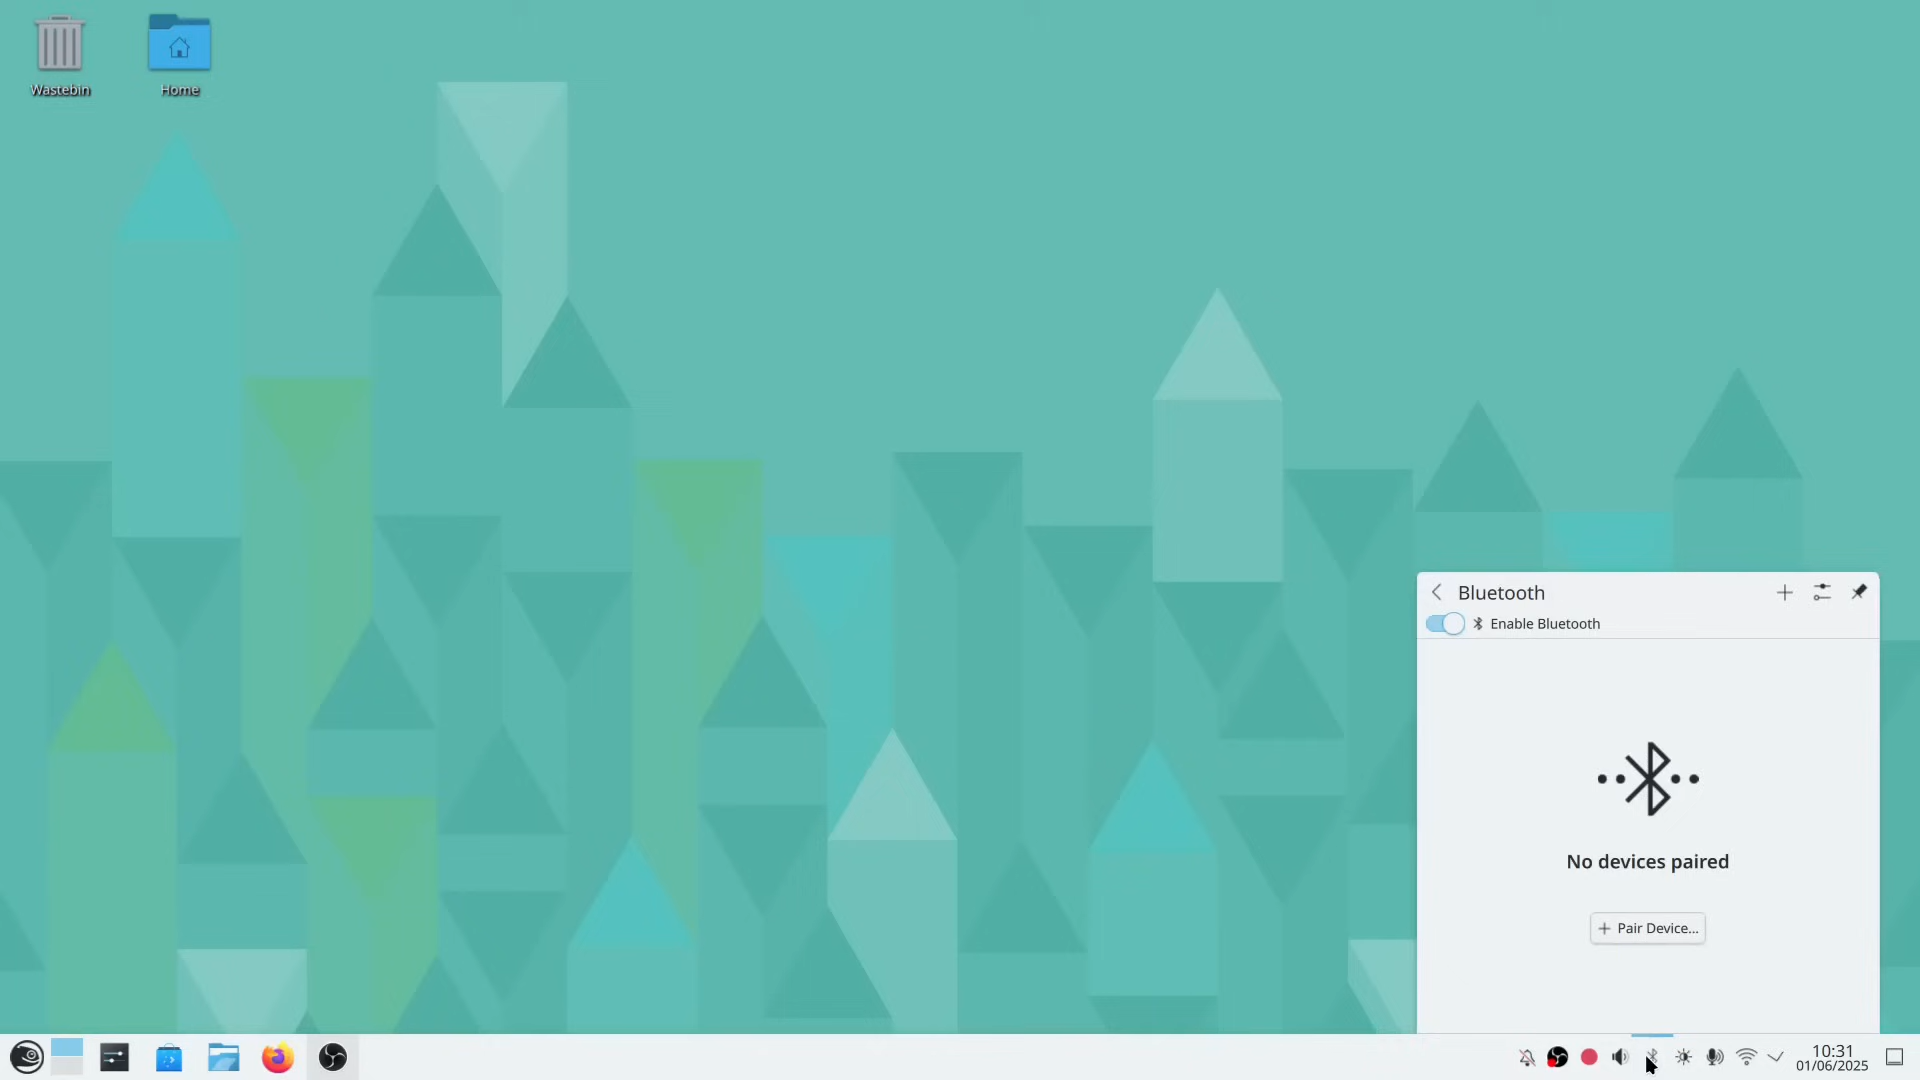 Wastebin
Home
Bluetooth
Enable Bluetooth
No devices paired
Pair Device...
10:31
01/06/2025